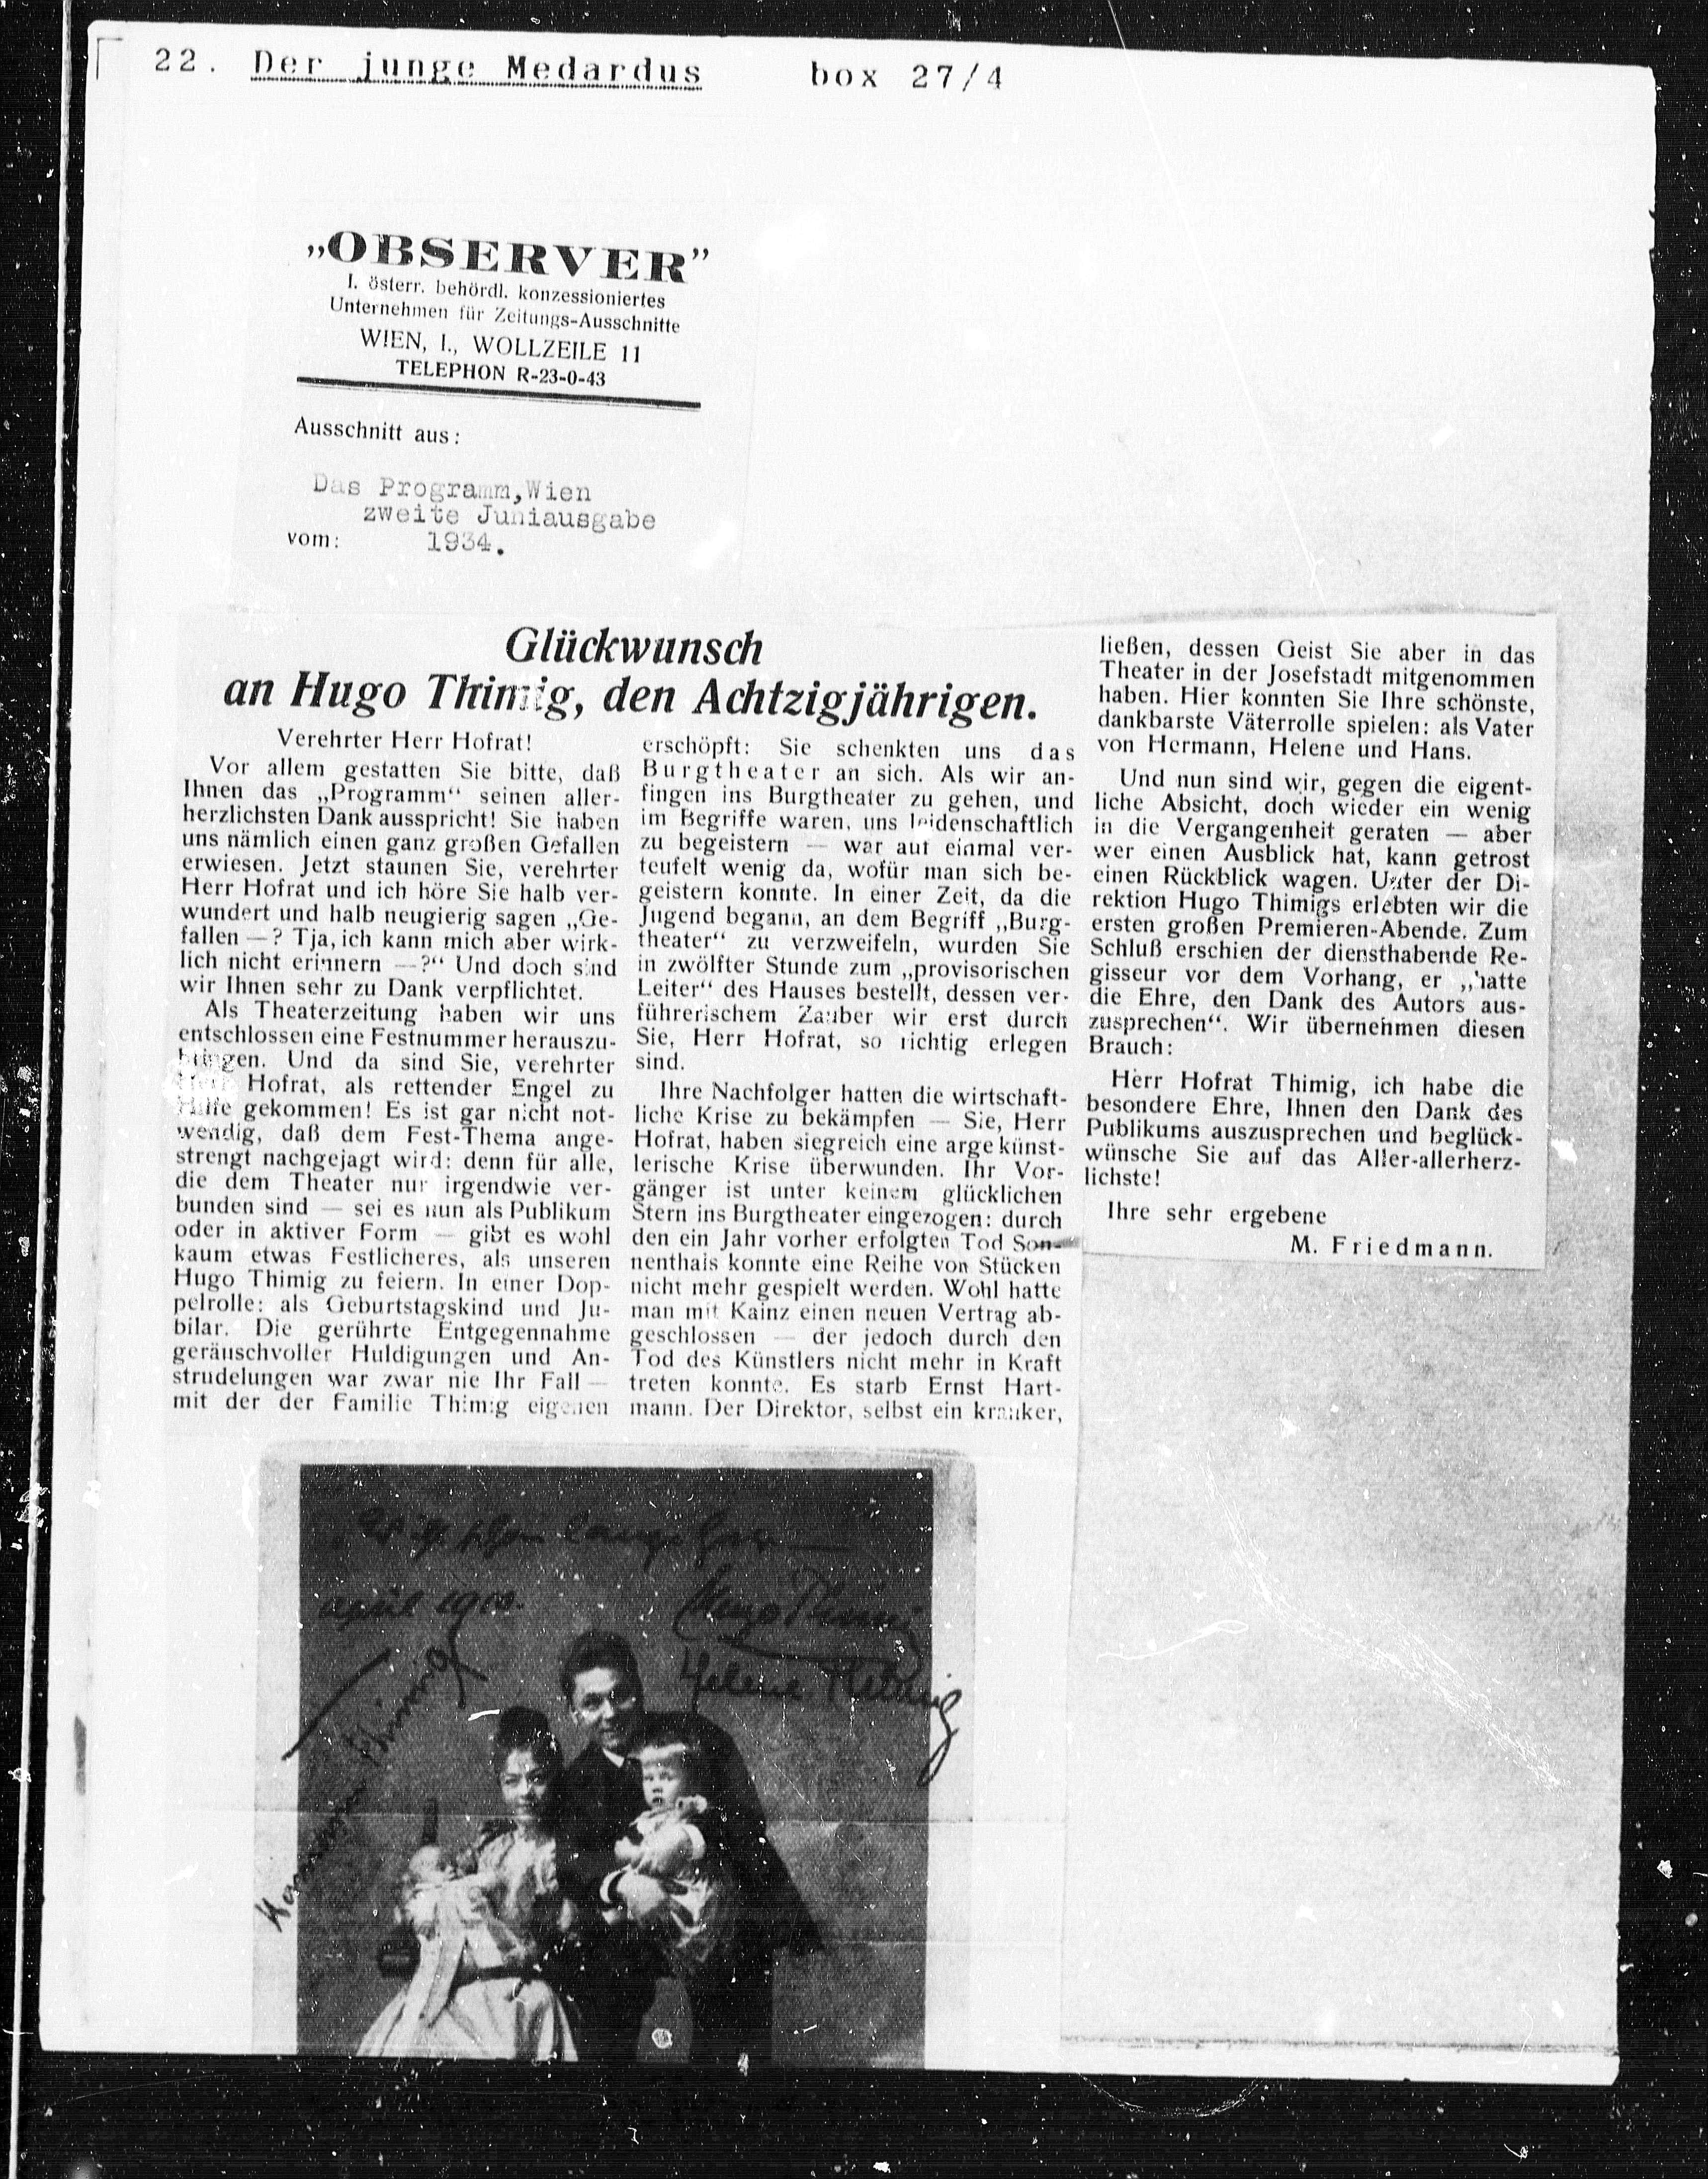 22. Der junge Medardus box 27/4
„OBSERVER”
I. österr. behördl. konzessioniertes
Unternehmen für Zeitungs-Ausschnitte
WIEN, I., WOLLZEILE 11
TELEPHON R-23-0-43
Ausschnitt aus:
Das Programm, Wien
zweite Juniausgabe
vom: 1934.
Glückwunsch
an Hugo Thimig, den Achtzigjährigen.
Verehrter Herr Hofrat!
Vor allem gestatten Sie bitte, daß
Ihnen das „Programm“ seinen aller-
herzlichsten Dank ausspricht! Sie haben
uns nämlich einen ganz großen Gefallen
erwiesen. Jetzt staunen Sie, verehrter
Herr Hofrat und ich höre Sie halb ver-
wundert und halb neugierig sagen „Ge-
fallen —? Tja, ich kann mich aber wirk-
lich nicht erinnern —?“ Und doch sind
wir Ihnen sehr zu Dank verpflichtet.
Als Theaterzeitung haben wir uns
entschlossen eine Festnummer herauszu-
bringen. Und da sind Sie, verehrter
Herr Hofrat, als rettender Engel zu
Hilfe gekommen! Es ist gar nicht not-
wendig, daß dem Fest-Thema ange-
strengt nachgejagt wird: denn für alle,
die dem Theater nur irgendwie ver-
bunden sind — sei es nun als Publikum
oder in aktiver Form — gibt es wohl
kaum etwas Festlicheres, als unseren
Hugo Thimig zu feiern. In einer Dop-
pelrolle: als Geburtstagskind und Ju-
bilar. Die gerührte Entgegennahme
geräuschvoller Huldigungen und An-
strudelungen war zwar nie Ihr Fall —
mit der der Familie Thimig eigenen
erschöpft: Sie schenkten uns das
Burgtheater an sich. Als wir an-
fingen ins Burgtheater zu gehen, und
im Begriffe waren, uns leidenschaftlich
zu begeistern — war auf einmal ver-
teufelt wenig da, wofür man sich be-
geistern konnte. In einer Zeit, da die
Jugend begann, an dem Begriff „Burg-
theater“ zu verzweifeln, wurden Sie
in zwölfter Stunde zum „provisorischen
Leiter“ des Hauses bestellt, dessen ver-
führerischem Zauber wir erst durch
Sie, Herr Hofrat, so richtig erlegen
sind.
Ihre Nachfolger hatten die wirtschaft-
liche Krise zu bekämpfen — Sie, Herr
Hofrat, haben siegreich eine arge künst-
lerische Krise überwunden. Ihr Vor-
gänger ist unter keinem glücklichen
Stern ins Burgtheater eingezogen: durch
den ein Jahr vorher erfolgten Tod Son-
nenthals konnte eine Reihe von Stücken
nicht mehr gespielt werden. Wohl hatte
man mit Kainz einen neuen Vertrag ab-
geschlossen — der jedoch durch den
Tod des Künstlers nicht mehr in Kraft
treten konnte. Es starb Ernst Hart-
mann. Der Direktor, selbst ein kranker,
ließen, dessen Geist Sie aber in das
Theater in der Josefstadt mitgenommen
haben. Hier konnten Sie Ihre schönste,
dankbarste Väterrolle spielen: als Vater
von Hermann, Helene und Hans.
Und nun sind wir, gegen die eigent-
liche Absicht, doch wieder ein wenig
in die Vergangenheit geraten — aber
wer einen Ausblick hat, kann getrost
einen Rückblick wagen. Unter der Di-
rektion Hugo Thimigs erlebten wir die
ersten großen Premieren-Abende. Zum
Schluß erschien der diensthabende Re-
gisseur vor dem Vorhang, er „hatte
die Ehre, den Dank des Autors aus-
zusprechen“. Wir übernehmen diesen
Brauch:
Herr Hofrat Thimig, ich habe die
besondere Ehre, Ihnen den Dank des
Publikums auszusprechen und beglück-
wünsche Sie auf das Aller-allerherz-
lichste!
Ihre sehr ergebene
M. Friedmann.
lange her —
april
Hugo Thimig
Helene Thimig
Hermann Thimig